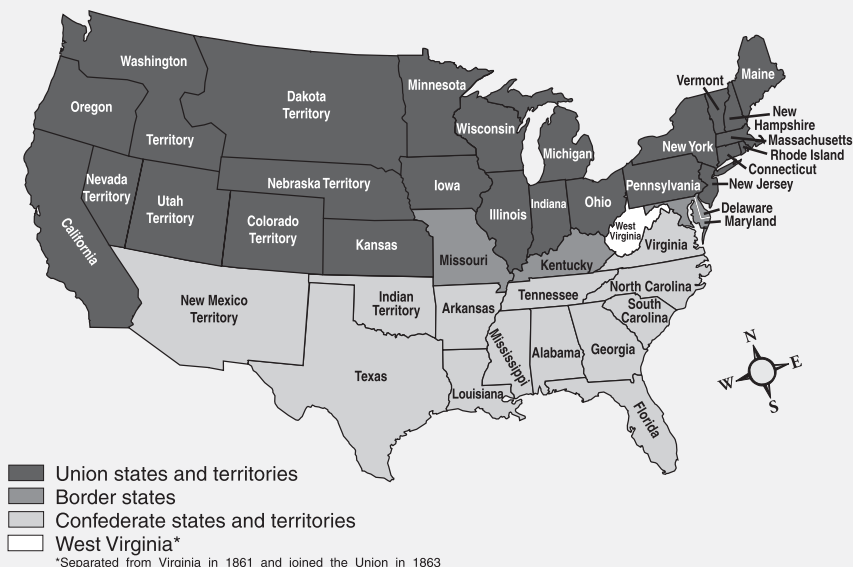 Washington
Territory
Oregon
Dakota
Territory
Minnesota
Wisconsin
Michigan
Vermont
Maine
New
Hampshire
Massachusetts
Rhode Island
Connecticut
New York
New Jersey
Pennsylvania
Delaware
Maryland
Nevada
Territory
Utah
Territory
Nebraska Territory
Iowa
Illinois
Indiana
Ohio
West
Virginia
Virginia
California
Colorado
Territory
Kansas
Missouri
Kentucky
North Carolina
Tennessee
South
Carolina
New Mexico
Territory
Indian
Territory
Arkansas
Mississippi
Alabama
Georgia
Texas
Louisiana
Florida
N
E
W
S
Union states and territories
Border states
Confederate states and territories
West Virginia*
*Separated from Virginia in 1861 and joined the Union in 1863